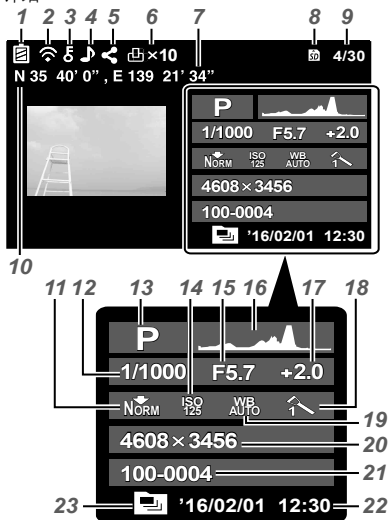 1 2 3 4 5 6 7 8 9
×10 SD 4/30
N 35 40' 0", E 139 21' 34"
P
1/1000 F5.7 +2.0
NORM ISO 125 WB AUTO 1
4608×3456
100-0004
'16/02/01 12:30
10
11 12 13 14 15 16 17 18
P
1/1000 F5.7 +2.0
NORM ISO 125 WB AUTO 1
19
4608×3456 20
100-0004 21
23 '16/02/01 12:30 22